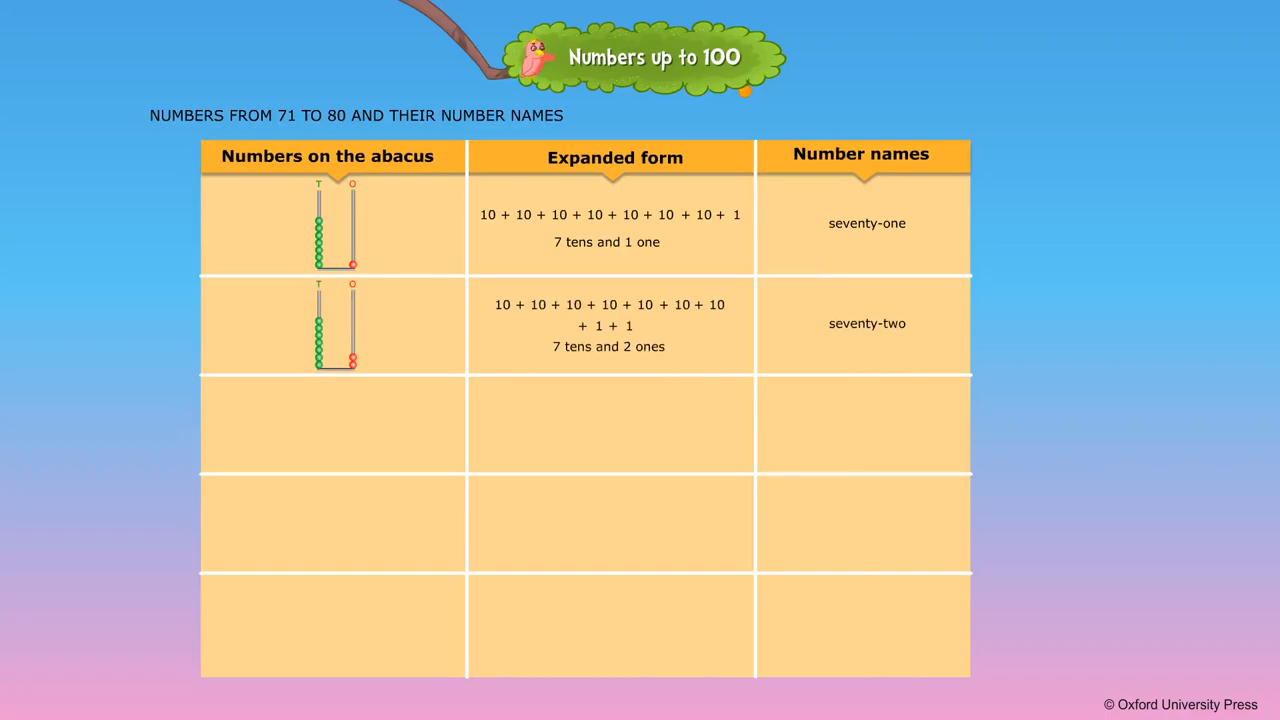 Numbers up to 100
NUMBERS FROM 71 TO 80 AND THEIR NUMBER NAMES
Numbers on the abacus
Expanded form
Number names
T O
10 + 10 + 10 + 10 + 10 + 10 + 10 + 1
7 tens and 1 one
seventy-one
T O
10 + 10 + 10 + 10 + 10 + 10 + 10
+ 1 + 1
7 tens and 2 ones
seventy-two
© Oxford University Press